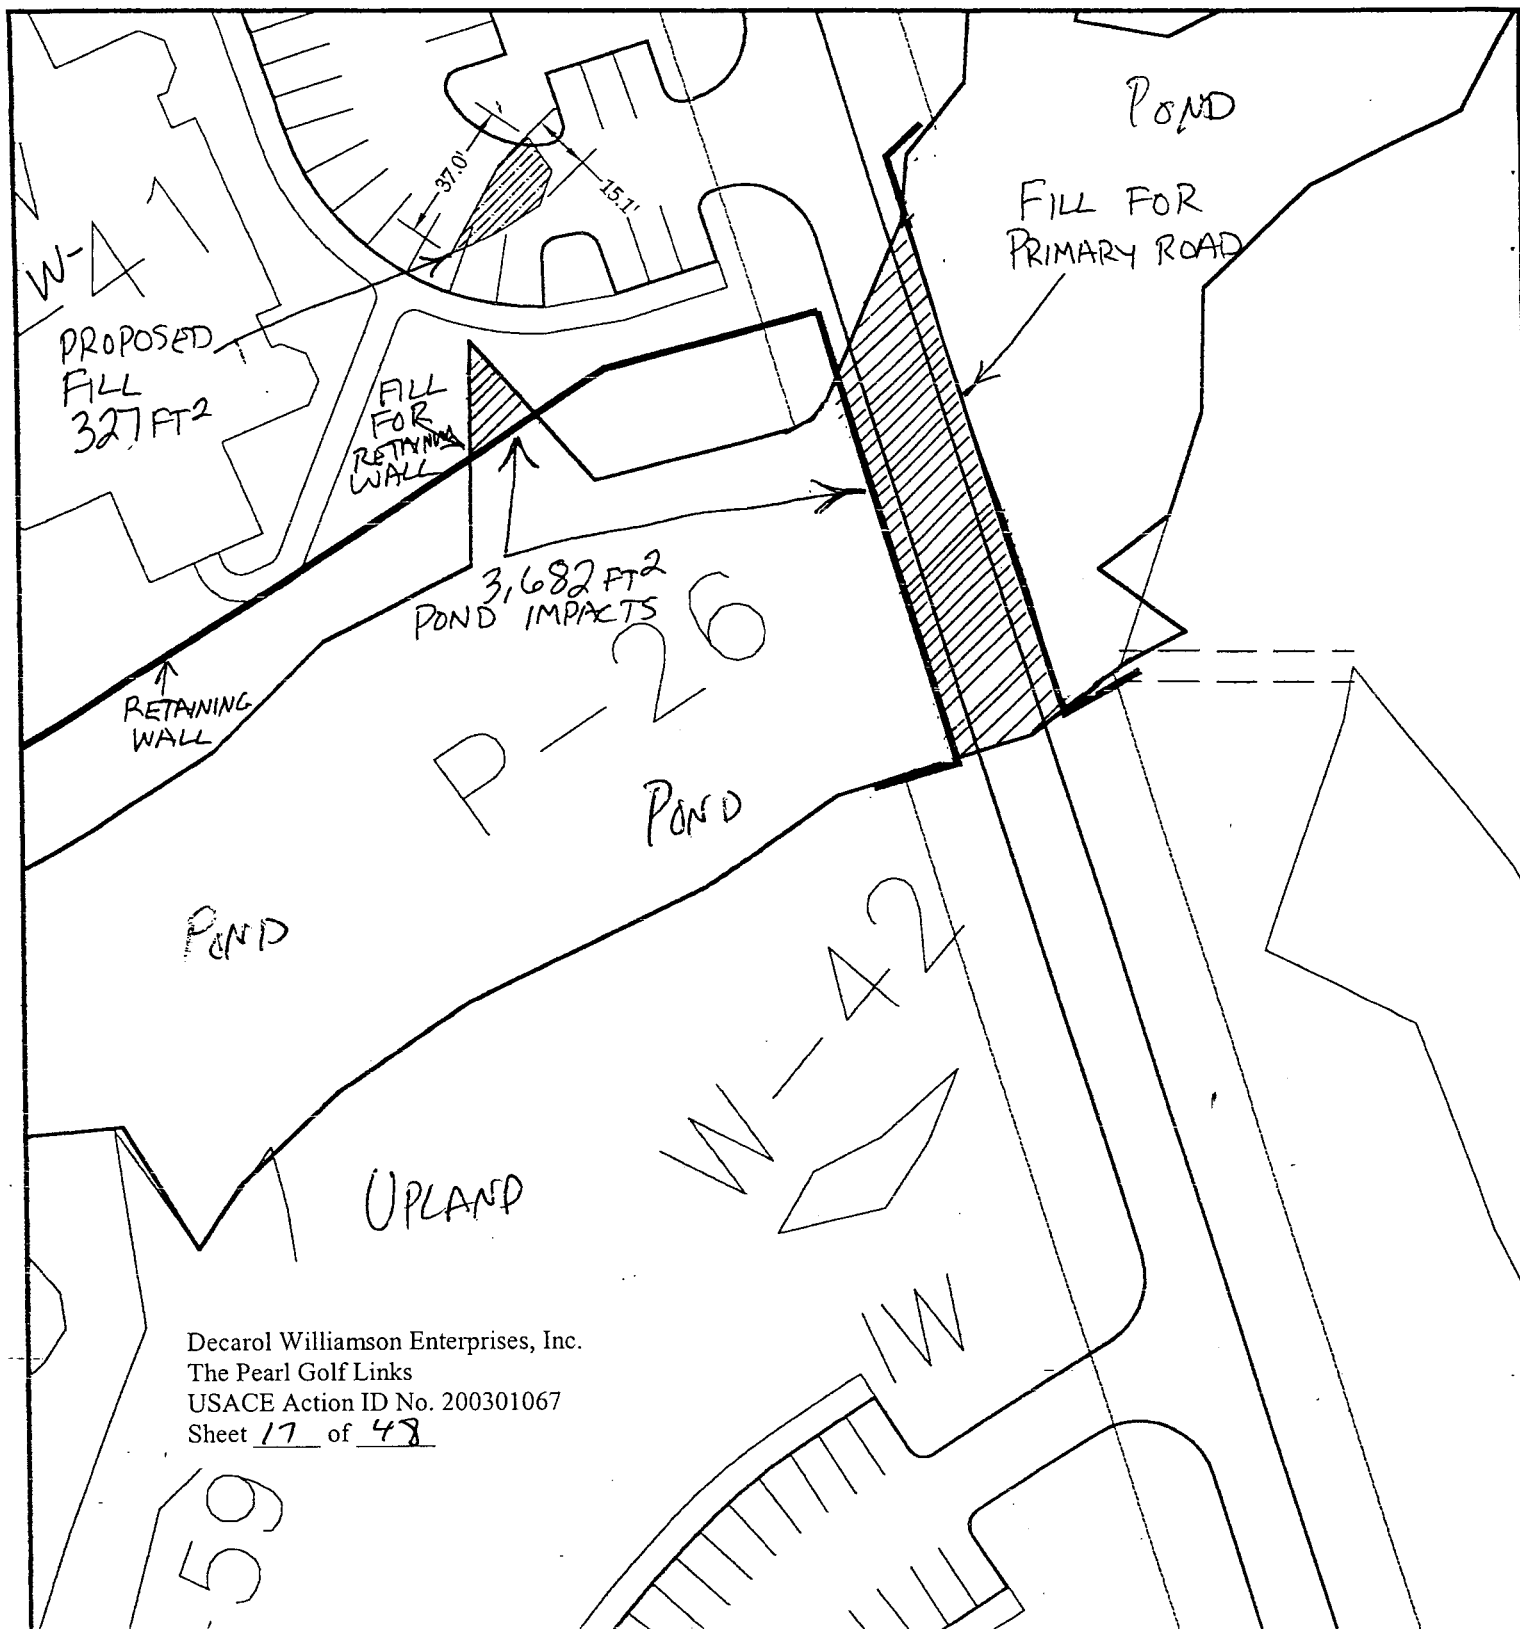 POND
FILL FOR
PRIMARY ROAD
37.0'
15.1'
W-41
PROPOSED
FILL
327 FT²
FILL
FOR
RETAINING
WALL
3,682 FT²
POND IMPACTS
P-26
RETAINING
WALL
POND
POND
W-42
UPLAND
IW
Decarol Williamson Enterprises, Inc.
The Pearl Golf Links
USACE Action ID No. 200301067
Sheet 17 of 48
-59